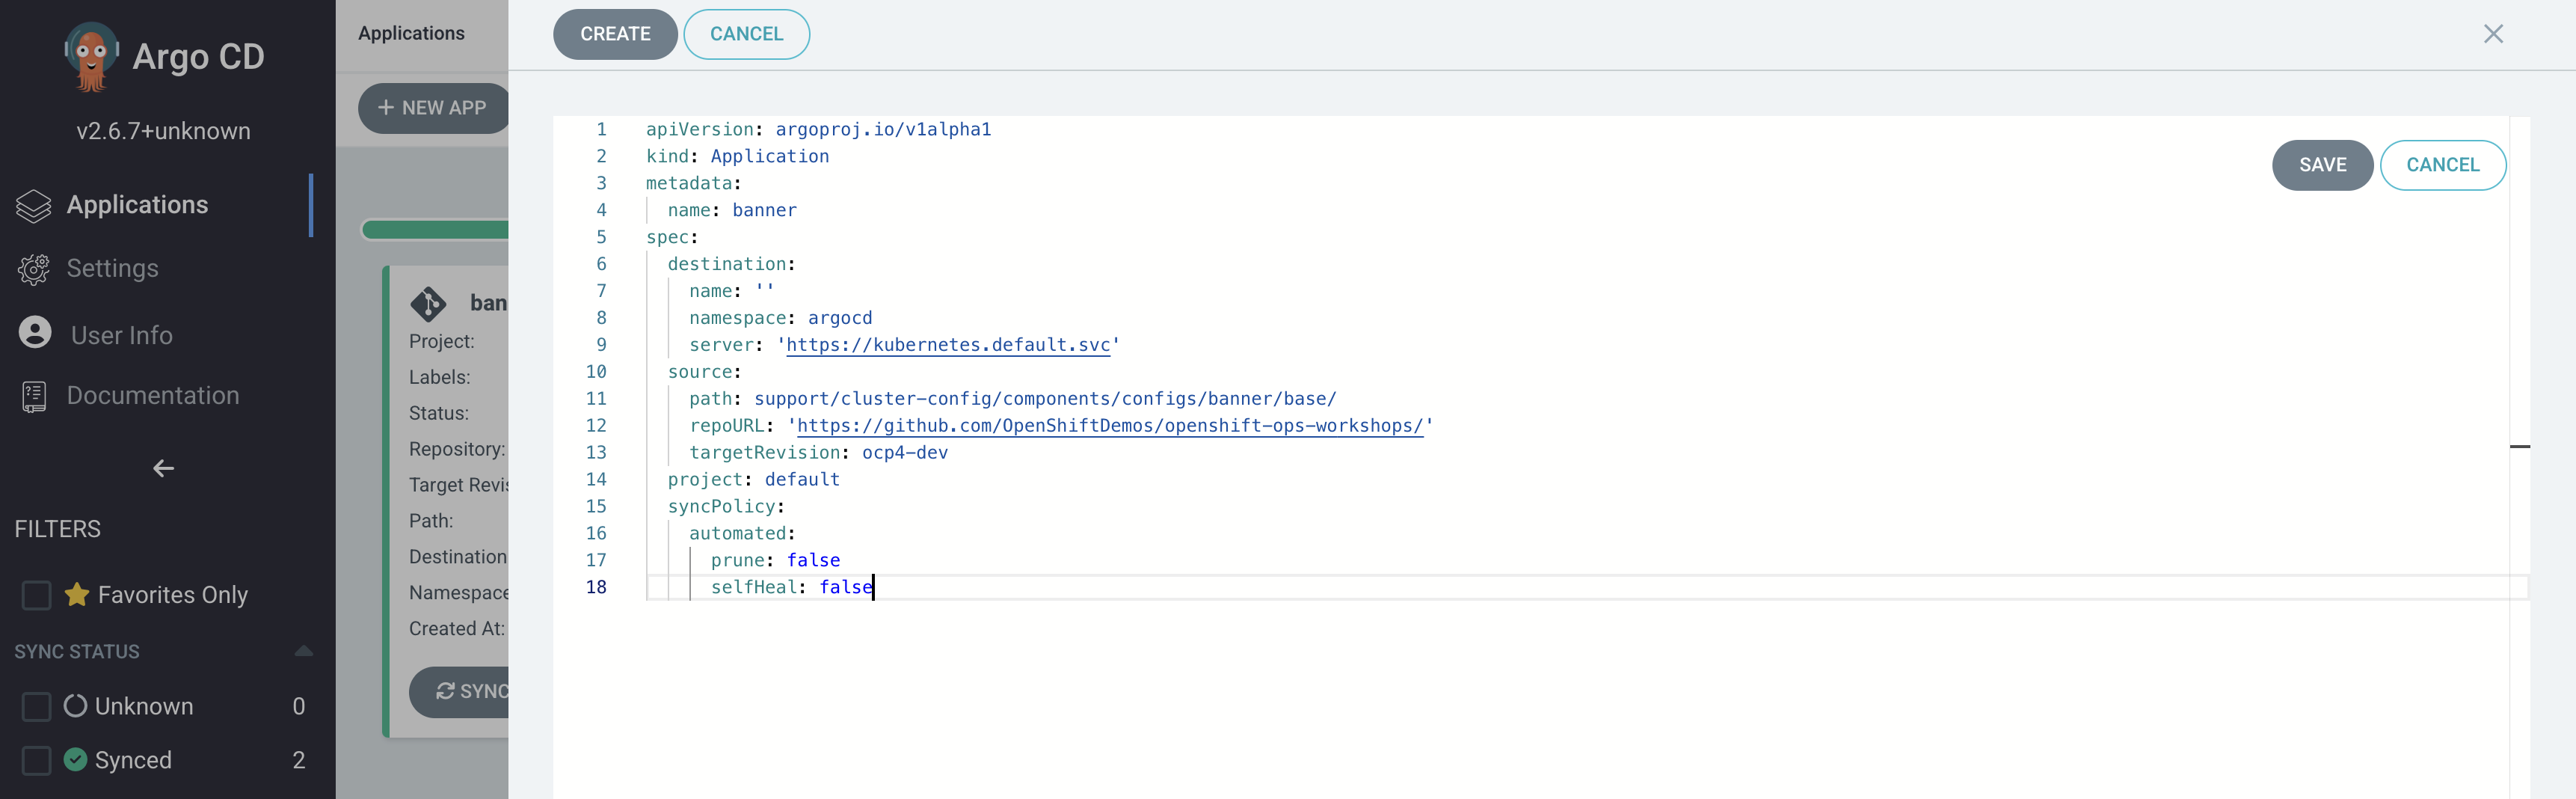 Argo CD
v2.6.7+unknown
Applications
Settings
User Info
Documentation
FILTERS
Favorites Only
SYNC STATUS
Unknown 0
Synced 2
Applications
+ NEW APP
Project:
Labels:
Status:
Repository:
Path:
Destination
Created At:
SYNC
CREATE
CANCEL
SAVE
CANCEL
1 apiVersion: argoproj.io/v1alpha1
2 kind: Application
3 metadata:
4 name: banner
5 spec:
6 destination:
7 name: ''
8 namespace: argocd
9 server: 'https://kubernetes.default.svc'
10 source:
11 path: support/cluster-config/components/configs/banner/base/
12 repoURL: 'https://github.com/OpenShiftDemos/openshift-ops-workshops/'
13 targetRevision: ocp4-dev
14 project: default
15 syncPolicy:
16 automated:
17 prune: false
18 selfHeal: false